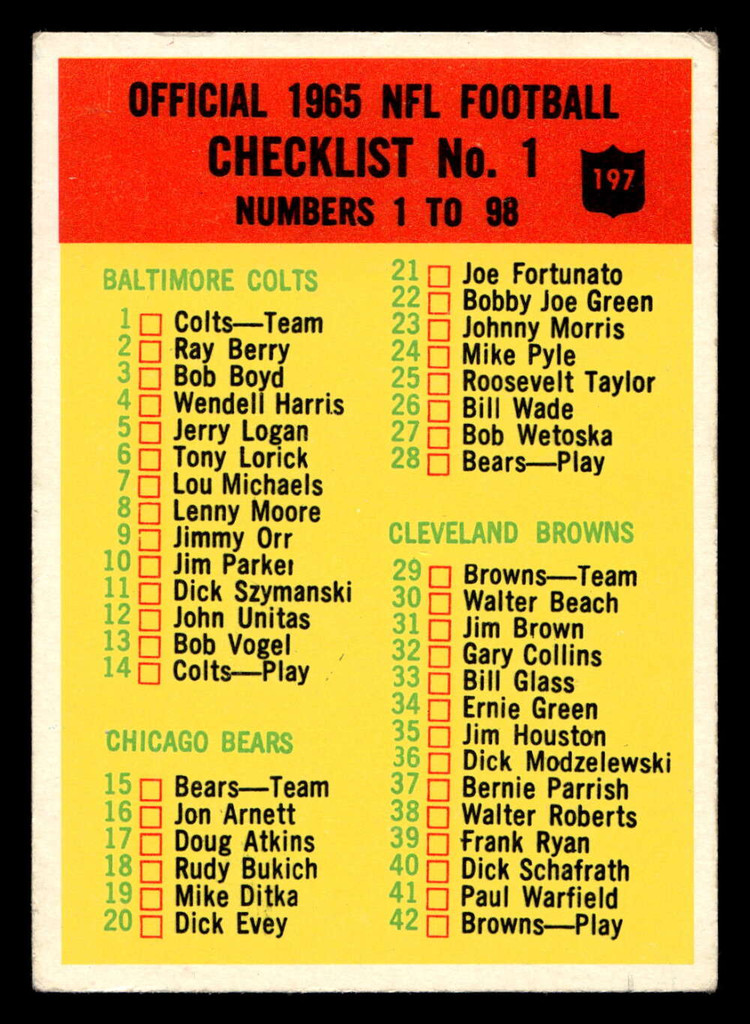 OFFICIAL 1965 NFL FOOTBALL
CHECKLIST No. 1
197
NUMBERS 1 TO 98
BALTIMORE COLTS
1 Colts—Team
2 Ray Berry
3 Bob Boyd
4 Wendell Harris
5 Jerry Logan
6 Tony Lorick
7 Lou Michaels
8 Lenny Moore
9 Jimmy Orr
10 Jim Parker
11 Dick Szymanski
12 John Unitas
13 Bob Vogel
14 Colts—Play
CHICAGO BEARS
15 Bears—Team
16 Jon Arnett
17 Doug Atkins
18 Rudy Bukich
19 Mike Ditka
20 Dick Evey
21 Joe Fortunato
22 Bobby Joe Green
23 Johnny Morris
24 Mike Pyle
25 Roosevelt Taylor
26 Bill Wade
27 Bob Wetoska
28 Bears—Play
CLEVELAND BROWNS
29 Browns—Team
30 Walter Beach
31 Jim Brown
32 Gary Collins
33 Bill Glass
34 Ernie Green
35 Jim Houston
36 Dick Modzelewski
37 Bernie Parrish
38 Walter Roberts
39 Frank Ryan
40 Dick Schafrath
41 Paul Warfield
42 Browns—Play